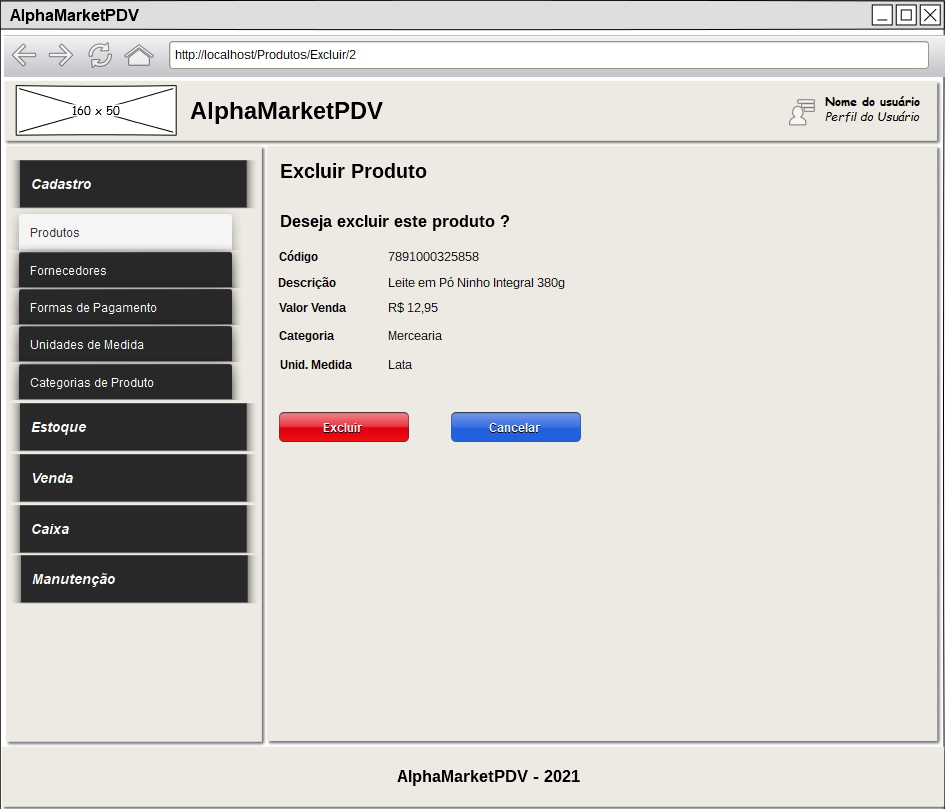 AlphaMarketPDV
http://localhost/Produtos/Excluir/2
160 x 50
AlphaMarketPDV
Nome do usuário
Perfil do Usuário
Cadastro
Produtos
Fornecedores
Formas de Pagamento
Unidades de Medida
Categorias de Produto
Estoque
Venda
Caixa
Manutenção
Excluir Produto
Deseja excluir este produto ?
Código 7891000325858
Descrição Leite em Pó Ninho Integral 380g
Valor Venda R$ 12,95
Categoria Mercearia
Unid. Medida Lata
Excluir Cancelar
AlphaMarketPDV - 2021